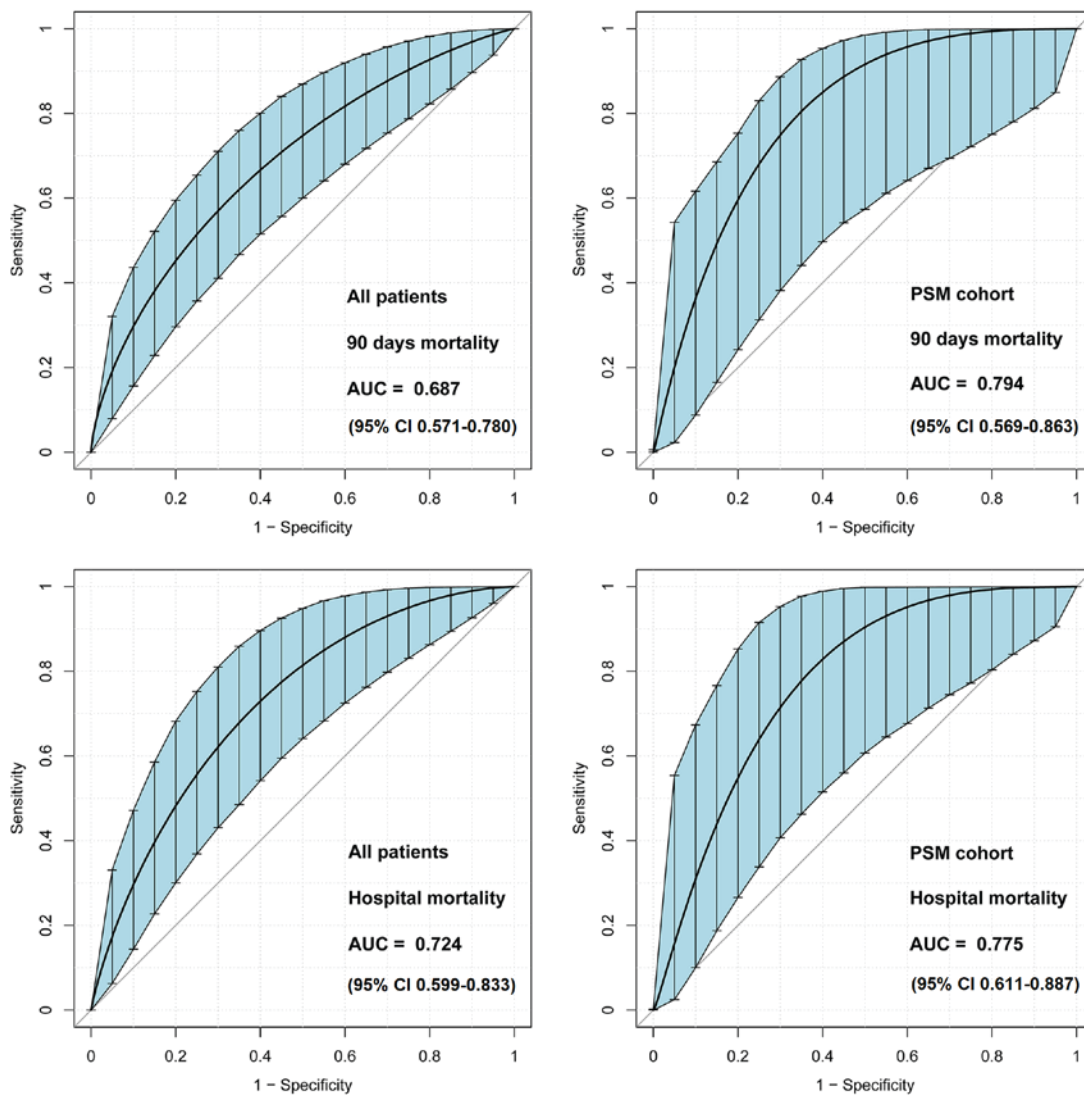 Sensitivity
0
0.2
0.4
0.6
0.8
1
All patients
90 days mortality
AUC = 0.687
(95% CI 0.571-0.780)
0 0.2 0.4 0.6 0.8 1
1 − Specificity
Sensitivity
0
0.2
0.4
0.6
0.8
1
PSM cohort
90 days mortality
AUC = 0.794
(95% CI 0.569-0.863)
0 0.2 0.4 0.6 0.8 1
1 − Specificity
Sensitivity
0
0.2
0.4
0.6
0.8
1
All patients
Hospital mortality
AUC = 0.724
(95% CI 0.599-0.833)
0 0.2 0.4 0.6 0.8 1
1 − Specificity
Sensitivity
0
0.2
0.4
0.6
0.8
1
PSM cohort
Hospital mortality
AUC = 0.775
(95% CI 0.611-0.887)
0 0.2 0.4 0.6 0.8 1
1 − Specificity